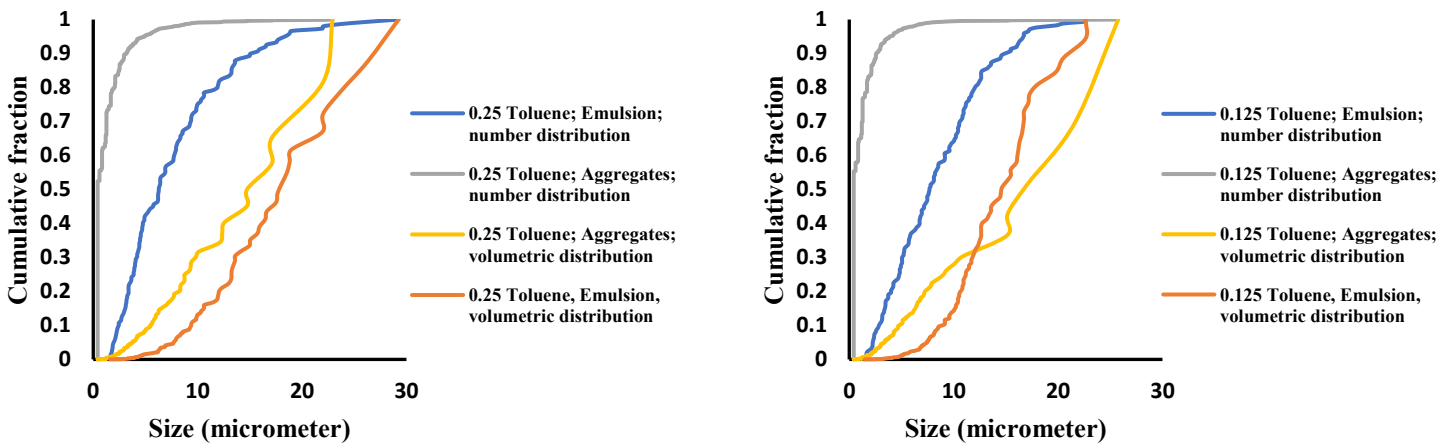 Cumulative fraction
1
0.9
0.8
0.7
0.6
0.5
0.4
0.3
0.2
0.1
0
0 10 20 30
Size (micrometer)
0.25 Toluene; Emulsion;
number distribution
0.25 Toluene; Aggregates;
number distribution
0.25 Toluene; Aggregates;
volumetric distribution
0.25 Toluene, Emulsion,
volumetric distribution
Cumulative fraction
1
0.9
0.8
0.7
0.6
0.5
0.4
0.3
0.2
0.1
0
0 10 20 30
Size (micrometer)
0.125 Toluene; Emulsion;
number distribution
0.125 Toluene; Aggregates;
number distribution
0.125 Toluene; Aggregates;
volumetric distribution
0.125 Toluene, Emulsion,
volumetric distribution